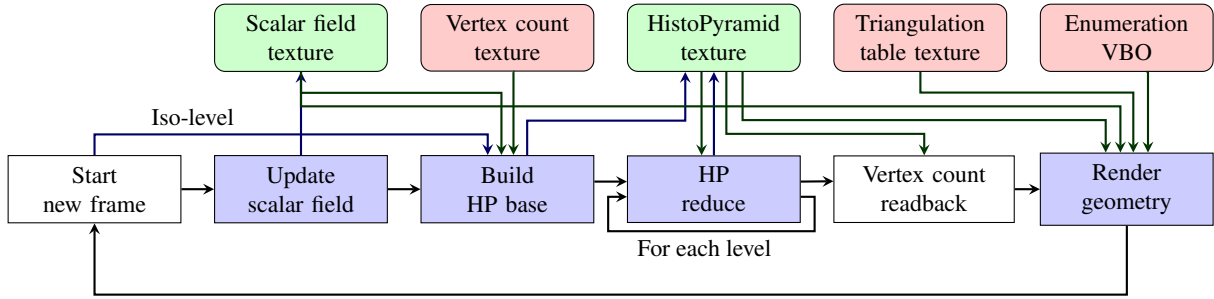 Scalar field
texture
Vertex count
texture
HistoPyramid
texture
Triangulation
table texture
Enumeration
VBO
Iso-level
Start
new frame
Update
scalar field
Build
HP base
HP
reduce
Vertex count
readback
Render
geometry
For each level